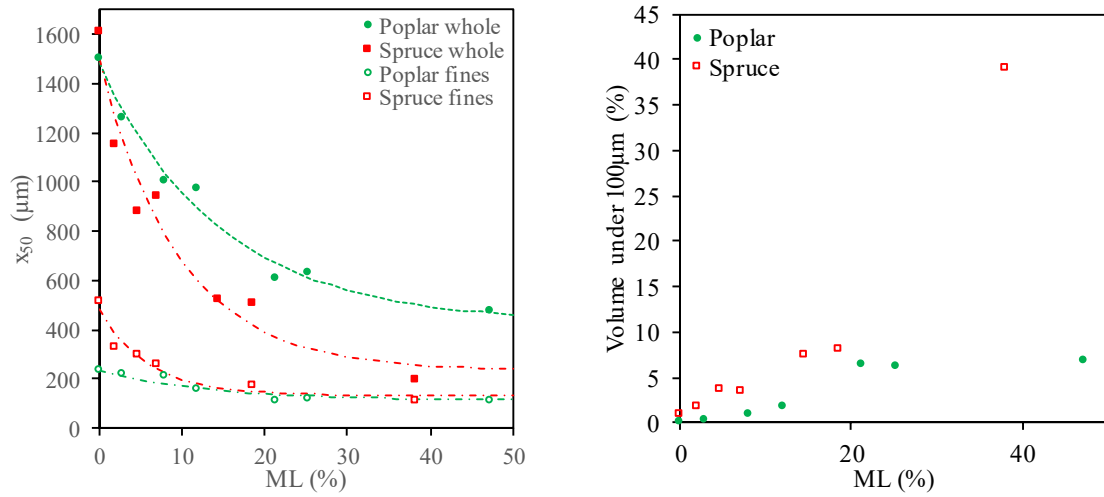 1600
1400
1200
1000
800
600
400
200
0
x50 (μm)
0 10 20 30 40 50
ML (%)
Poplar whole
Spruce whole
Poplar fines
Spruce fines
45
40
35
30
25
20
15
10
5
0
Volume under 100μm (%)
0 20 40
ML (%)
Poplar
Spruce